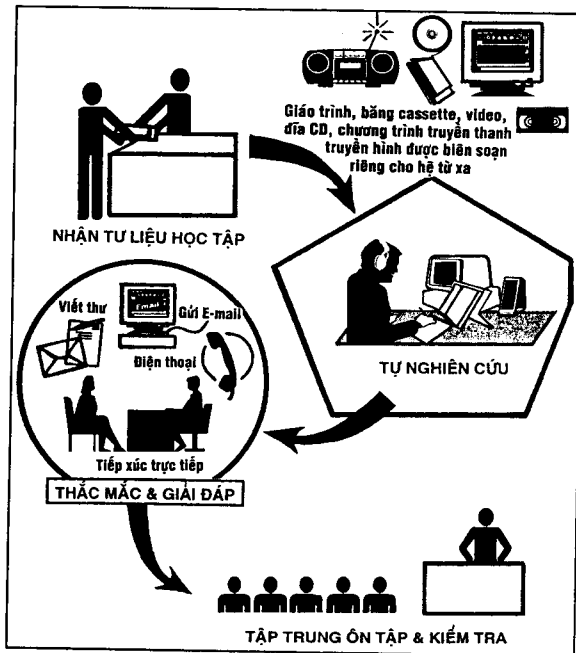 Giáo trình, băng cassette, video,
đĩa CD, chương trình truyền thanh
truyền hình được biên soạn
riêng cho hệ từ xa
NHẬN TƯ LIỆU HỌC TẬP
TỰ NGHIÊN CỨU
Viết thư
Email
Gửi E-mail
Điện thoại
Tiếp xúc trực tiếp
THẮC MẮC & GIẢI ĐÁP
TẬP TRUNG ÔN TẬP & KIỂM TRA